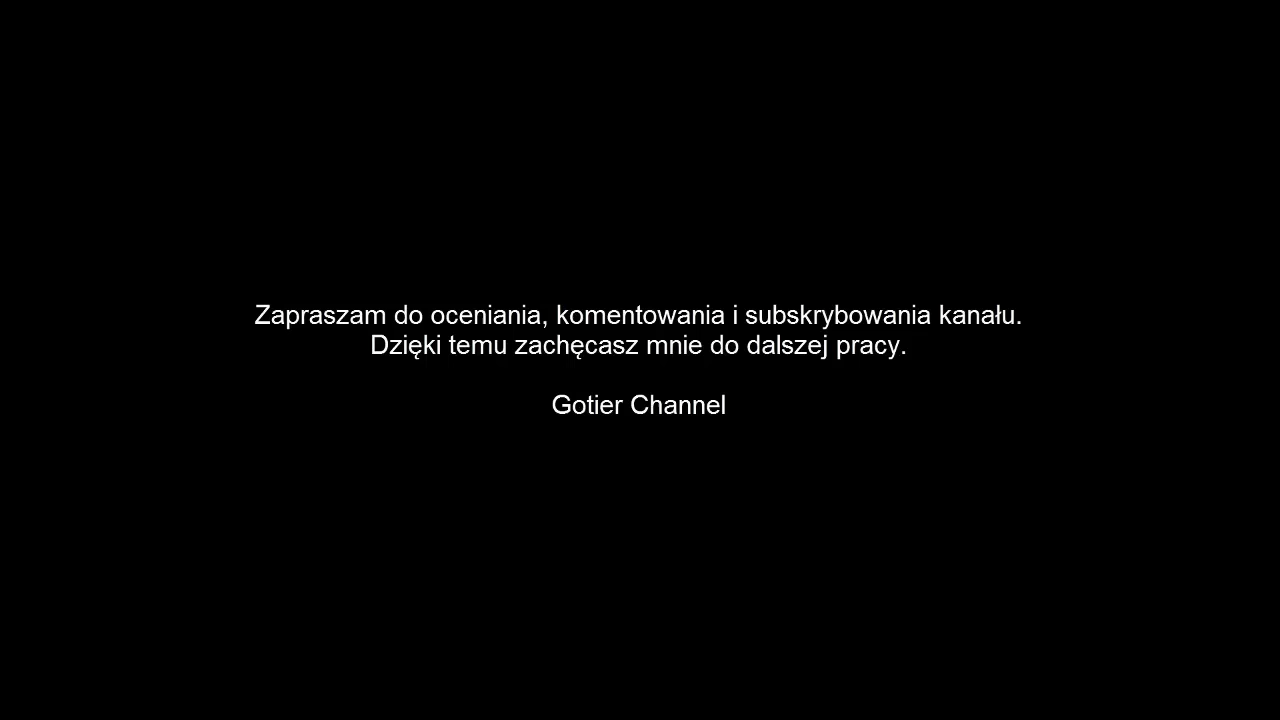 Zapraszam do oceniania, komentowania i subskrybowania kanału.
Dzięki temu zachęcasz mnie do dalszej pracy.
Gotier Channel